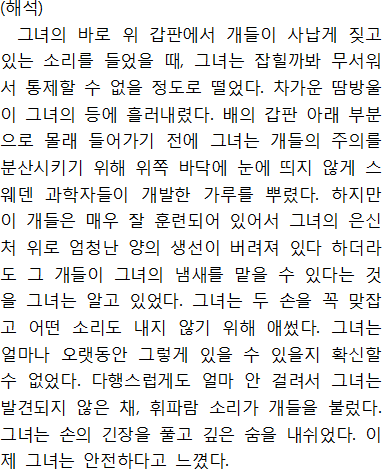 (해석)
그녀의 바로 위 갑판에서 개들이 사납게 짖고
있는 소리를 들었을 때, 그녀는 잡힐까봐 무서워
서 통제할 수 없을 정도로 떨었다. 차가운 땀방울
이 그녀의 등에 흘러내렸다. 배의 갑판 아래 부분
으로 몰래 들어가기 전에 그녀는 개들의 주의를
분산시키기 위해 위쪽 바닥에 눈에 띄지 않게 스
웨덴 과학자들이 개발한 가루를 뿌렸다. 하지만
이 개들은 매우 잘 훈련되어 있어서 그녀의 은신
처 위로 엄청난 양의 생선이 버려져 있다 하더라
도 그 개들이 그녀의 냄새를 맡을 수 있다는 것
을 그녀는 알고 있었다. 그녀는 두 손을 꼭 맞잡
고 어떤 소리도 내지 않기 위해 애썼다. 그녀는
얼마나 오랫동안 그렇게 있을 수 있을지 확신할
수 없었다. 다행스럽게도 얼마 안 걸려서 그녀는
발견되지 않은 채, 휘파람 소리가 개들을 불렀다.
그녀는 손의 긴장을 풀고 깊은 숨을 내쉬었다. 이
제 그녀는 안전하다고 느꼈다.